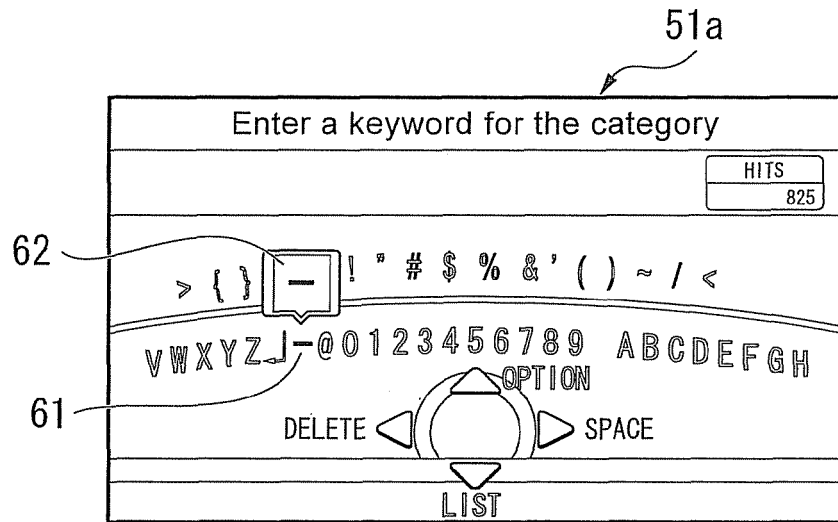 51a
Enter a keyword for the category
HITS
825
62
> { } — ! " # $ % & ' ( ) ~ / <
V W X Y Z ↲ — @ 0 1 2 3 4 5 6 7 8 9 A B C D E F G H
61
OPTION
DELETE SPACE
LIST